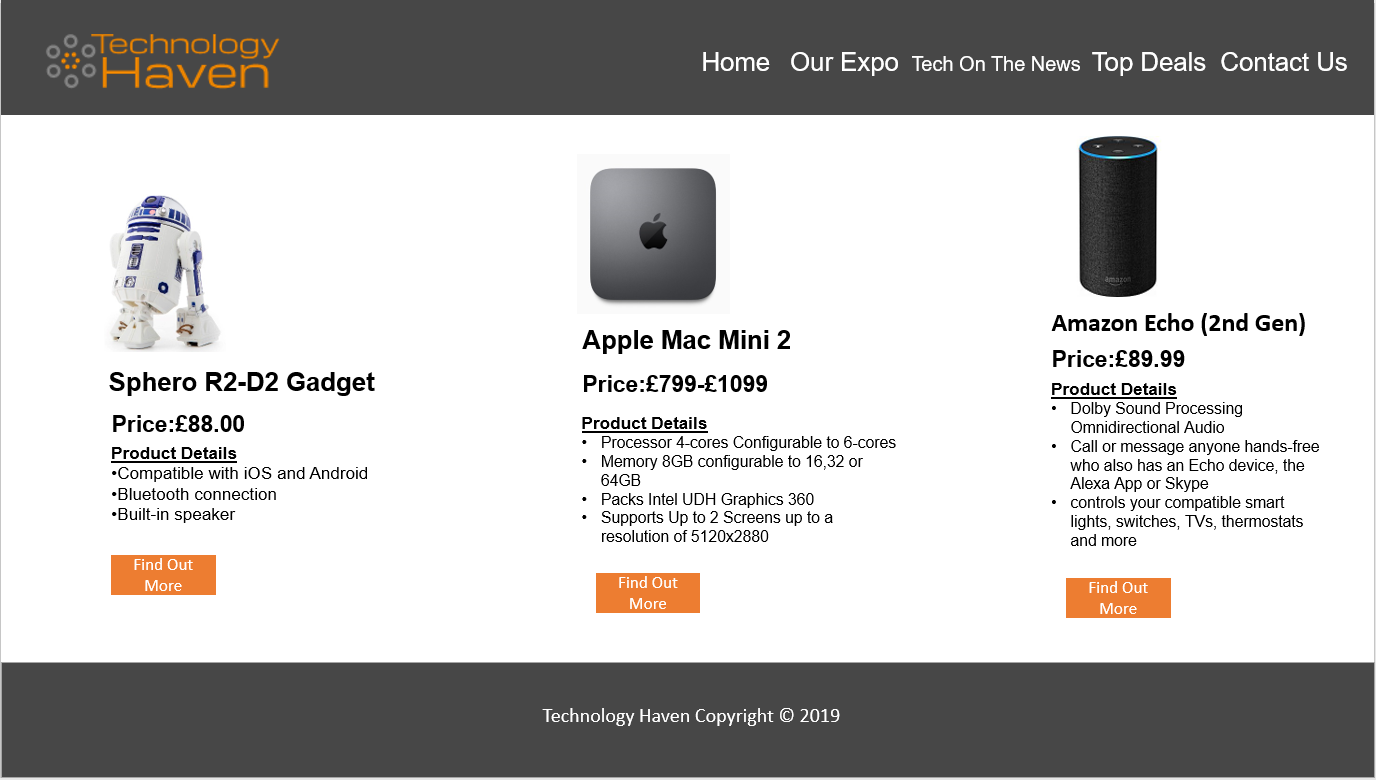 Technology
Haven
Home Our Expo Tech On The News Top Deals Contact Us
Sphero R2-D2 Gadget
Price:£88.00
Product Details
•Compatible with iOS and Android
•Bluetooth connection
•Built-in speaker
Find Out
More
Apple Mac Mini 2
Price:£799-£1099
Product Details
• Processor 4-cores Configurable to 6-cores
• Memory 8GB configurable to 16,32 or
64GB
• Packs Intel UDH Graphics 360
• Supports Up to 2 Screens up to a
resolution of 5120x2880
Find Out
More
amazon
Amazon Echo (2nd Gen)
Price:£89.99
Product Details
• Dolby Sound Processing
Omnidirectional Audio
• Call or message anyone hands-free
who also has an Echo device, the
Alexa App or Skype
• controls your compatible smart
lights, switches, TVs, thermostats
and more
Find Out
More
Technology Haven Copyright © 2019